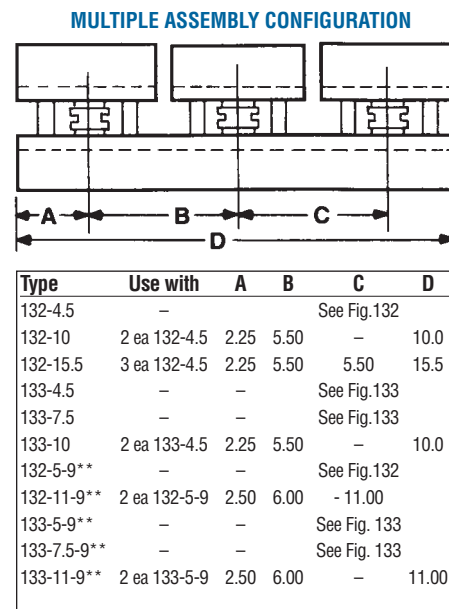 MULTIPLE ASSEMBLY CONFIGURATION
A B C
D
Type Use with A B C D
132-4.5 – See Fig.132
132-10 2 ea 132-4.5 2.25 5.50 – 10.0
132-15.5 3 ea 132-4.5 2.25 5.50 5.50 15.5
133-4.5 – – See Fig.133
133-7.5 – – See Fig.133
133-10 2 ea 133-4.5 2.25 5.50 – 10.0
132-5-9** – – See Fig.132
132-11-9** 2 ea 132-5-9 2.50 6.00 - 11.00
133-5-9** – – See Fig. 133
133-7.5-9** – – See Fig. 133
133-11-9** 2 ea 133-5-9 2.50 6.00 – 11.00